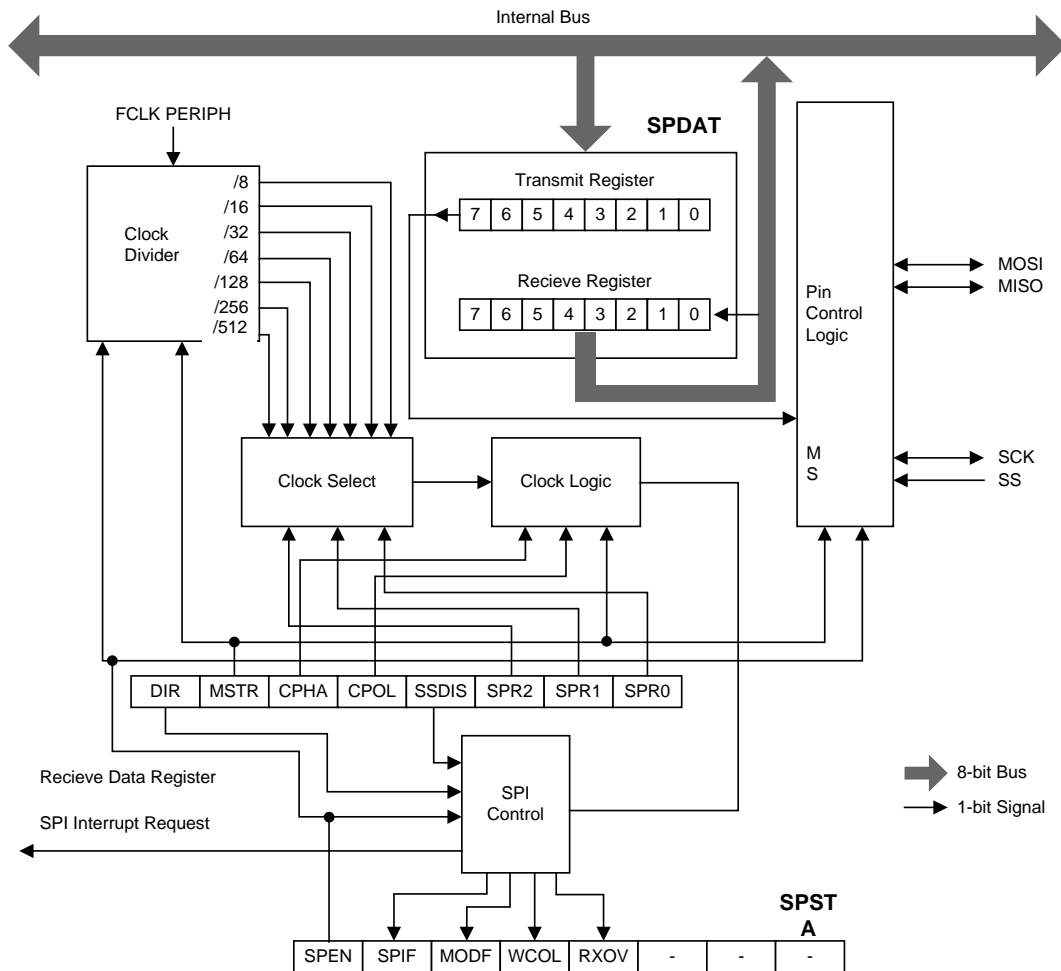 Internal Bus
FCLK PERIPH
SPDAT
/8
/16
/32
/64
/128
/256
/512
Clock
Divider
Transmit Register
7 6 5 4 3 2 1 0
Recieve Register
7 6 5 4 3 2 1 0
Pin
Control
Logic
M
S
MOSI
MISO
SCK
SS
Clock Select
Clock Logic
DIR MSTR CPHA CPOL SSDIS SPR2 SPR1 SPR0
Recieve Data Register
SPI Interrupt Request
SPI
Control
8-bit Bus
1-bit Signal
SPST
A
SPEN SPIF MODF WCOL RXOV - - -